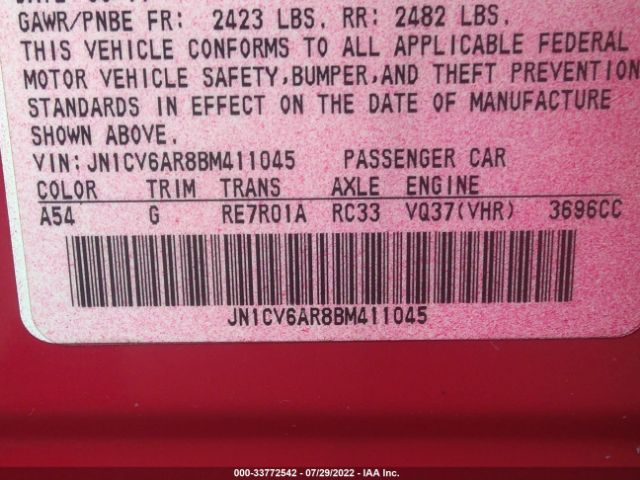 GAWR/PNBE FR: 2423 LBS. RR: 2482 LBS.
THIS VEHICLE CONFORMS TO ALL APPLICABLE FEDERAL
MOTOR VEHICLE SAFETY,BUMPER,AND THEFT PREVENTION
STANDARDS IN EFFECT ON THE DATE OF MANUFACTURE
SHOWN ABOVE.
VIN:JN1CV6AR8BM411045 PASSENGER CAR
COLOR TRIM TRANS AXLE ENGINE
A54 G RE7R01A RC33 VQ37(VHR) 3696CC
JN1CV6AR8BM411045
000-33772542 / 07/29/2022 - IAA Inc.